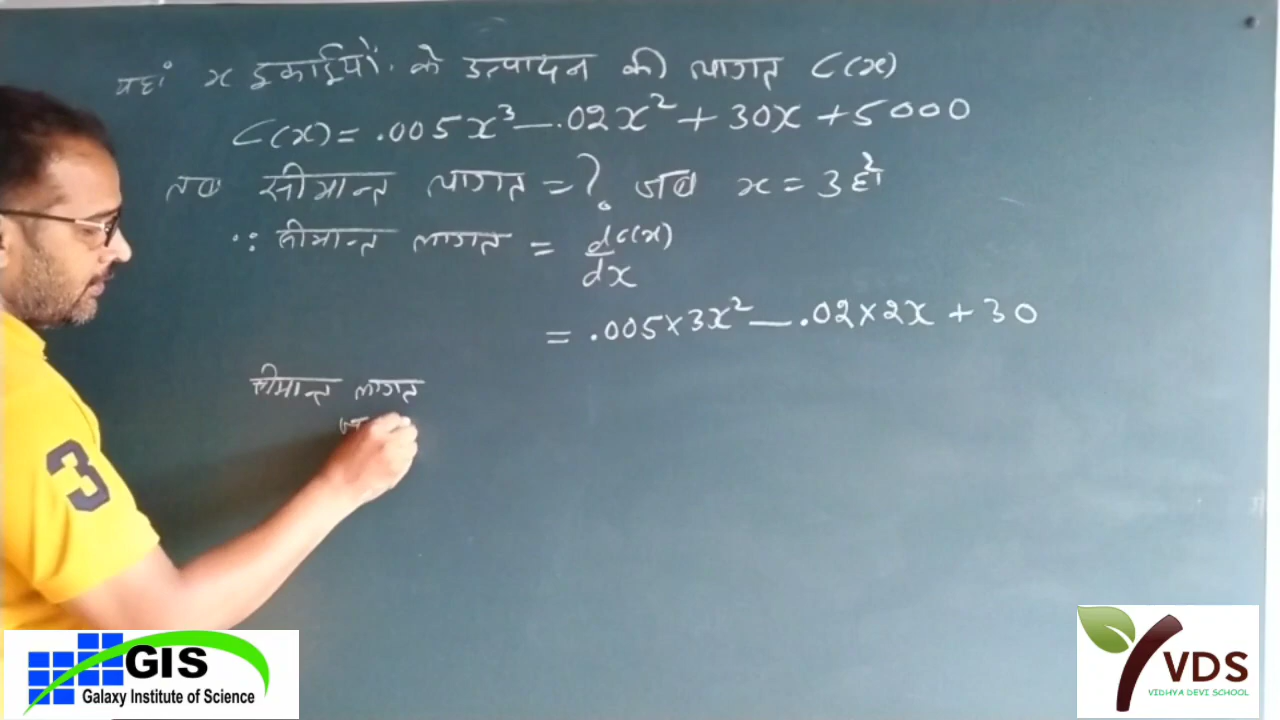 यहां x इकाईयों के उत्पादन की लागत C(x)
C(x) = .005x³ - .02x² + 30x + 5000
तब सीमान्त लागत = ? जब x = 3 है
∵ सीमान्त लागत = dC(x)/dx
= .005 × 3x² - .02 × 2x + 30
सीमान्त लागत
3
GIS
Galaxy Institute of Science
VDS
VIDHYA DEVI SCHOOL